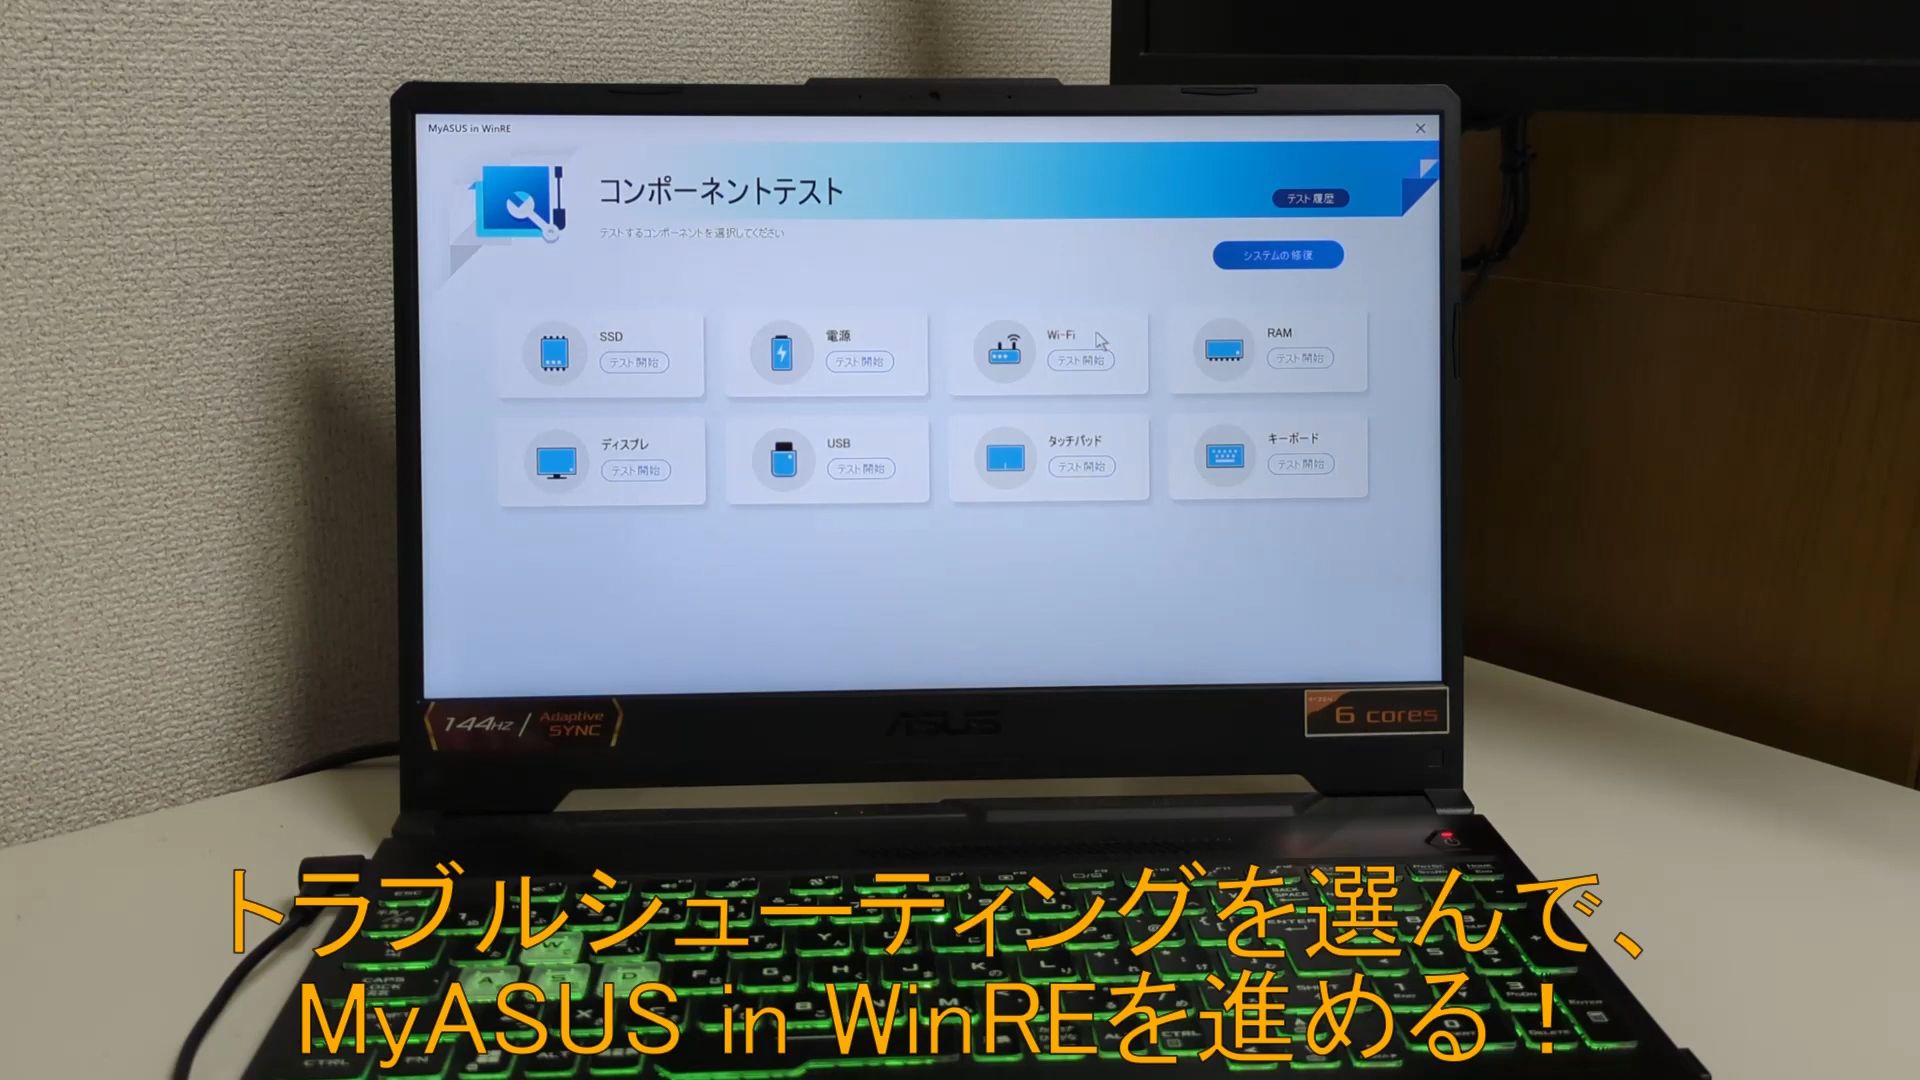 MyASUS in WinRE
コンポーネントテスト
テスト履歴
テストするコンポーネントを選択してください
システムの修復
SSD
テスト開始
電源
テスト開始
Wi-Fi
テスト開始
RAM
テスト開始
ディスプレ
テスト開始
USB
テスト開始
タッチパッド
テスト開始
キーボード
テスト開始
144HZ / Adaptive
SYNC
ASUS
RYZEN
6 cores
トラブルシューティングを選んで、
MyASUS in WinREを進める！